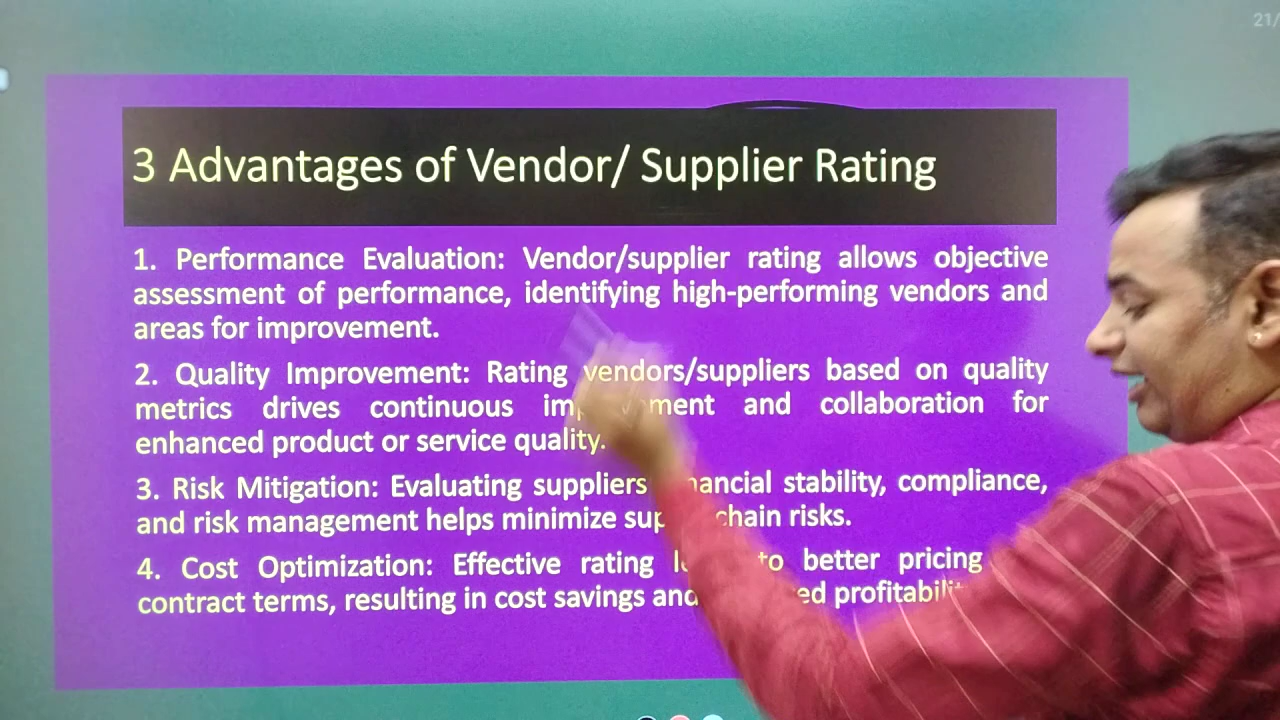 21/
3 Advantages of Vendor/ Supplier Rating
1. Performance Evaluation: Vendor/supplier rating allows objective
assessment of performance, identifying high-performing vendors and
areas for improvement.
2. Quality Improvement: Rating vendors/suppliers based on quality
metrics drives continuous and collaboration for
enhanced product or service quality.
3. Risk Mitigation: Evaluating suppliers stability, compliance,
and risk management helps minimize chain risks.
4. Cost Optimization: Effective rating to better pricing
contract terms, resulting in cost savings and